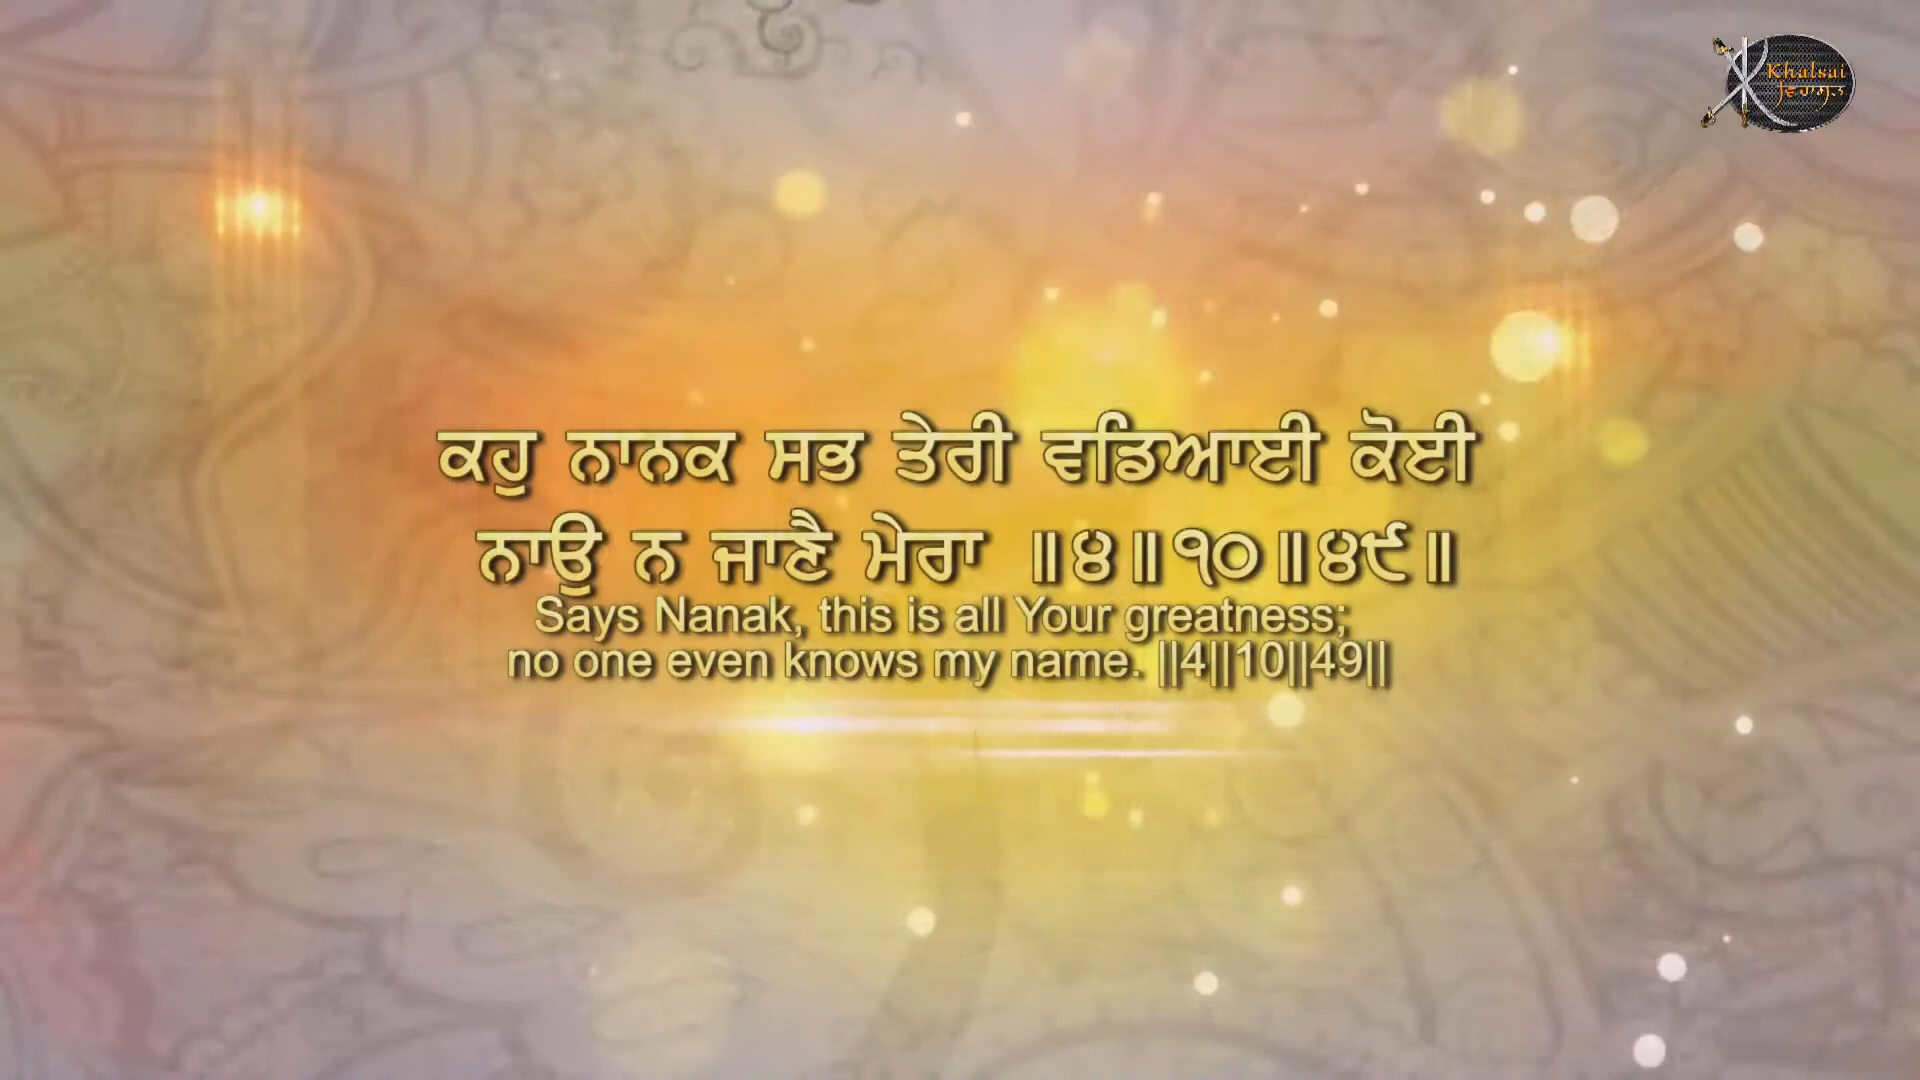 Khalsai
ਵਿਰਾਸਤ
ਕਹੁ ਨਾਨਕ ਸਭ ਤੇਰੀ ਵਡਿਆਈ ਕੋਈ
ਨਾਉ ਨ ਜਾਣੈ ਮੇਰਾ ॥੪॥੧੦॥੪੯॥
Says Nanak, this is all Your greatness;
no one even knows my name. ||4||10||49||